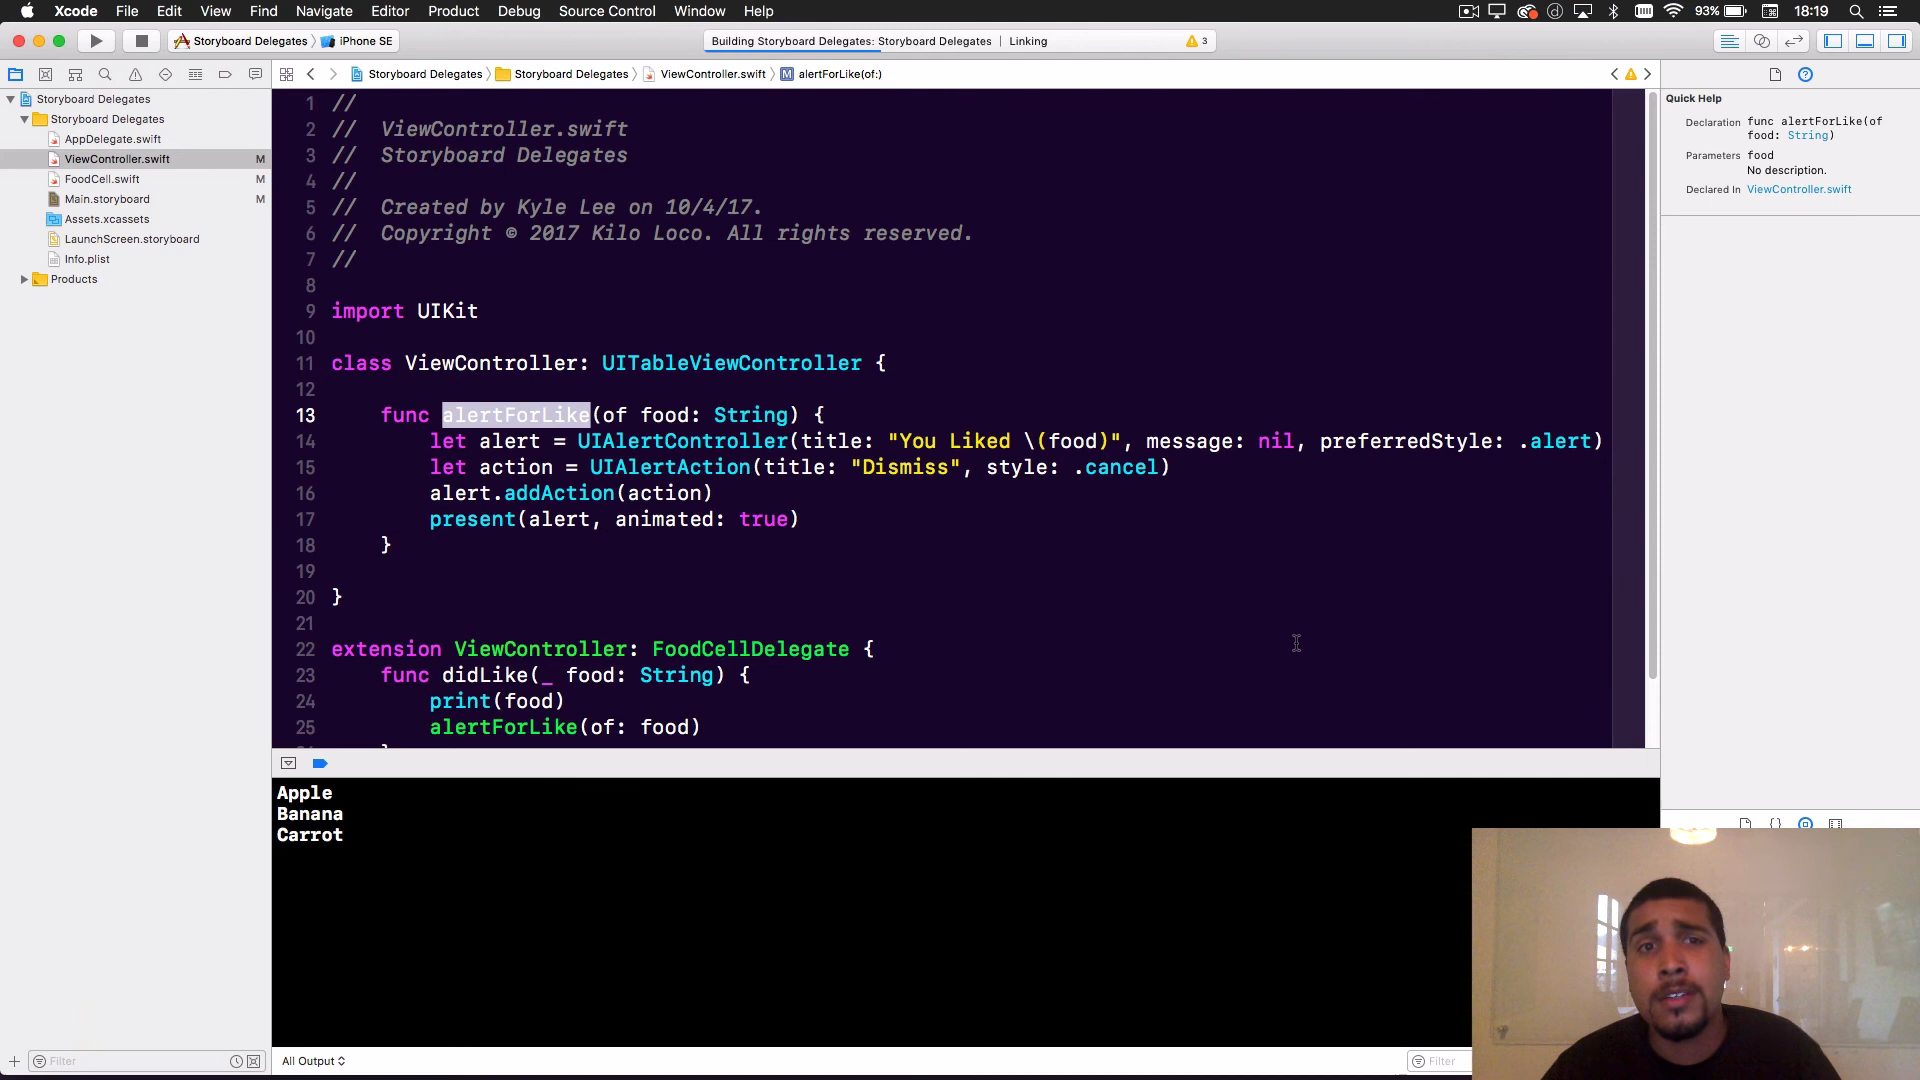 Xcode File Edit View Find Navigate Editor Product Debug Source Control Window Help
93% 18:19
Storyboard Delegates iPhone SE
Building Storyboard Delegates: Storyboard Delegates | Linking
3
Storyboard Delegates Storyboard Delegates ViewController.swift M alertForLike(of:)
Storyboard Delegates
Storyboard Delegates
AppDelegate.swift
ViewController.swift M
FoodCell.swift M
Main.storyboard M
Assets.xcassets
LaunchScreen.storyboard
Info.plist
Products
1 //
2 //  ViewController.swift
3 //  Storyboard Delegates
4 //
5 //  Created by Kyle Lee on 10/4/17.
6 //  Copyright © 2017 Kilo Loco. All rights reserved.
7 //
8
9 import UIKit
10
11 class ViewController: UITableViewController {
12
13     func alertForLike(of food: String) {
14         let alert = UIAlertController(title: "You Liked \(food)", message: nil, preferredStyle: .alert)
15         let action = UIAlertAction(title: "Dismiss", style: .cancel)
16         alert.addAction(action)
17         present(alert, animated: true)
18     }
19
20 }
21
22 extension ViewController: FoodCellDelegate {
23     func didLike(_ food: String) {
24         print(food)
25         alertForLike(of: food)
Apple
Banana
Carrot
Filter
All Output
Filter
Quick Help
Declaration func alertForLike(of
food: String)
Parameters food
No description.
Declared In ViewController.swift